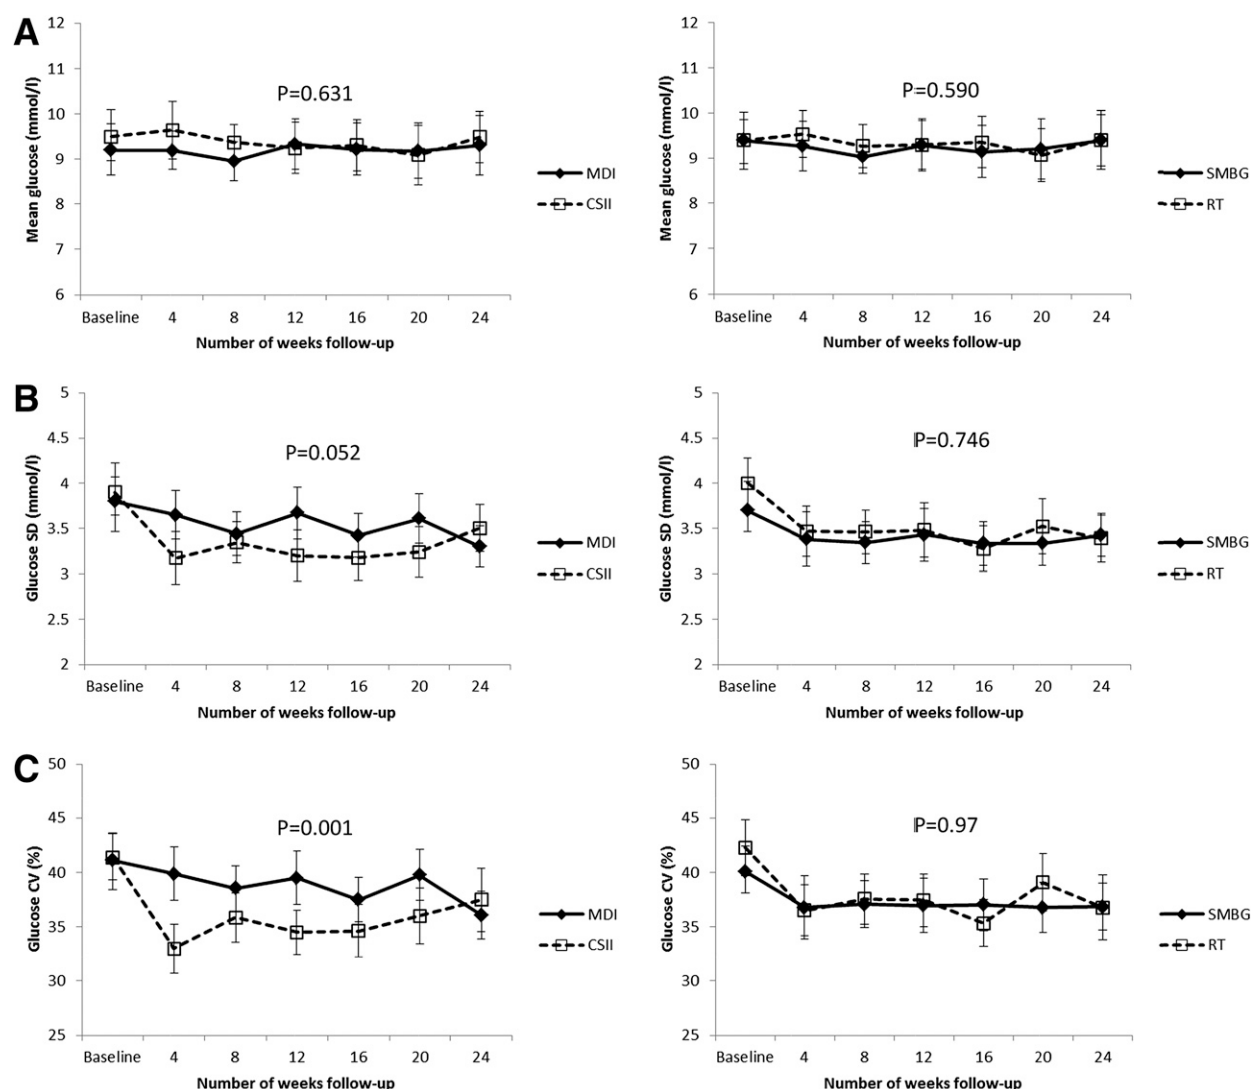 A
12
11
10
9
8
7
6
Mean glucose (mmol/l)
P=0.631
MDI
CSII
Baseline 4 8 12 16 20 24
Number of weeks follow-up
12
11
10
9
8
7
6
Mean glucose (mmol/l)
P=0.590
SMBG
RT
Baseline 4 8 12 16 20 24
Number of weeks follow-up
B
5
4.5
4
3.5
3
2.5
2
Glucose SD (mmol/l)
P=0.052
MDI
CSII
Baseline 4 8 12 16 20 24
Number of weeks follow-up
5
4.5
4
3.5
3
2.5
2
Glucose SD (mmol/l)
P=0.746
SMBG
RT
Baseline 4 8 12 16 20 24
Number of weeks follow-up
C
50
45
40
35
30
25
Glucose CV (%)
P=0.001
MDI
CSII
Baseline 4 8 12 16 20 24
Number of weeks follow-up
50
45
40
35
30
25
Glucose CV (%)
P=0.97
SMBG
RT
Baseline 4 8 12 16 20 24
Number of weeks follow-up